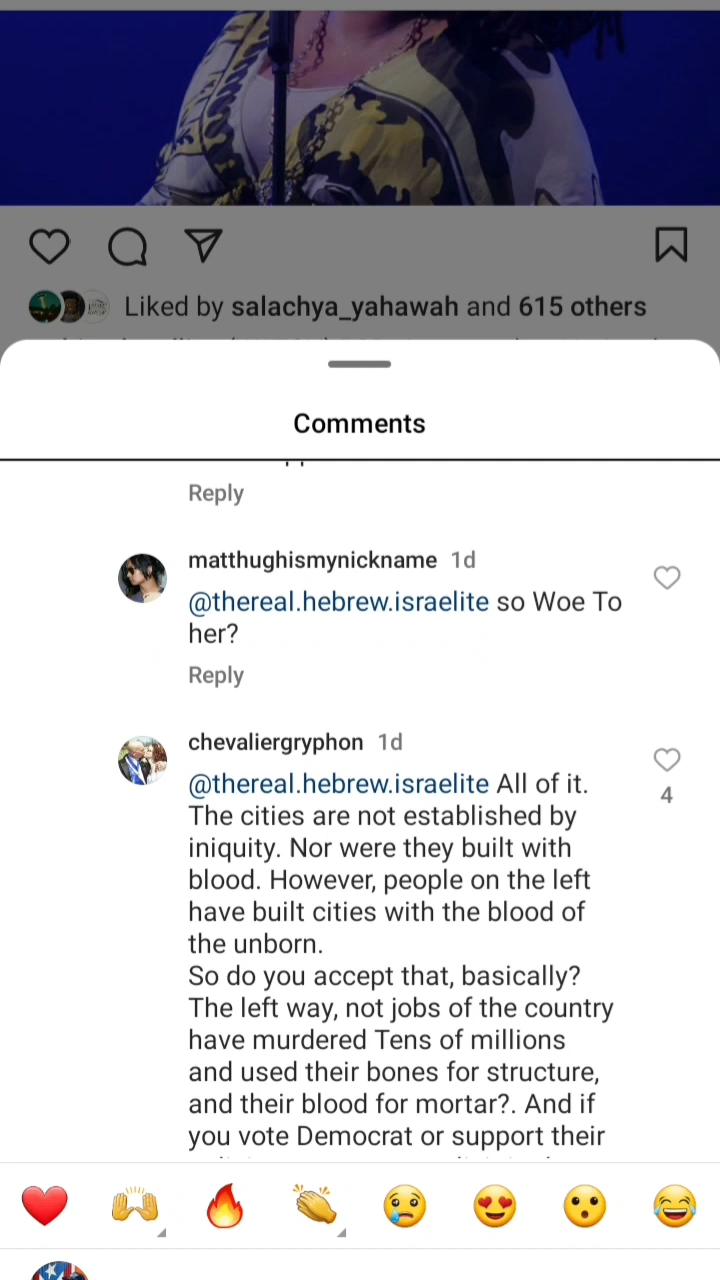 Liked by salachya_yahawah and 615 others
Comments
Reply
matthughismynickname 1d
@thereal.hebrew.israelite so Woe To
her?
Reply
chevaliergryphon 1d
@thereal.hebrew.israelite All of it.
4
The cities are not established by
iniquity. Nor were they built with
blood. However, people on the left
have built cities with the blood of
the unborn.
So do you accept that, basically?
The left way, not jobs of the country
have murdered Tens of millions
and used their bones for structure,
and their blood for mortar?. And if
you vote Democrat or support their